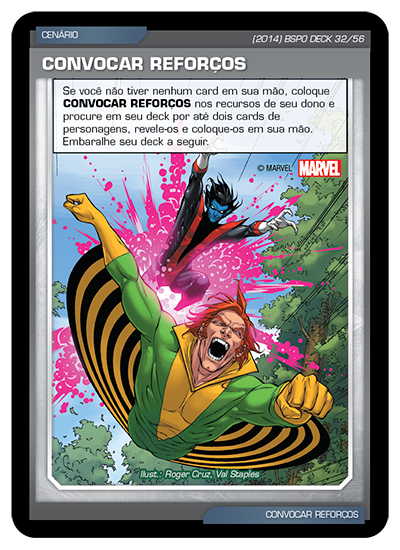 CENÁRIO
(2014) BSPO DECK 32/56
CONVOCAR REFORÇOS
Se você não tiver nenhum card em sua mão, coloque
CONVOCAR REFORÇOS nos recursos de seu dono e
procure em seu deck por até dois cards de
personagens, revele-os e coloque-os em sua mão.
Embaralhe seu deck a seguir.
© MARVEL MARVEL
Ilust.: Roger Cruz, Val Staples
CONVOCAR REFORÇOS